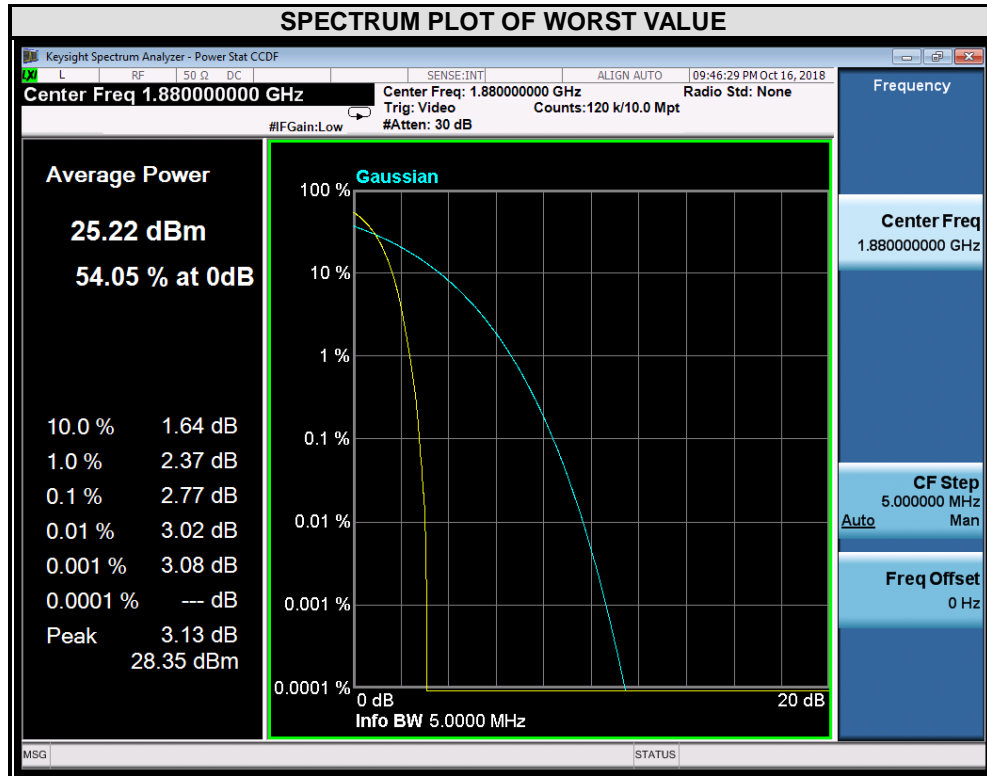 SPECTRUM PLOT OF WORST VALUE
Keysight Spectrum Analyzer - Power Stat CCDF
LXI L RF 50 Ω DC SENSE:INT ALIGN AUTO 09:46:29 PM Oct 16, 2018
Center Freq 1.880000000 GHz
Center Freq: 1.880000000 GHz Radio Std: None
Trig: Video Counts:120 k/10.0 Mpt
#IFGain:Low #Atten: 30 dB
Average Power
25.22 dBm
54.05 % at 0dB
10.0 % 1.64 dB
1.0 % 2.37 dB
0.1 % 2.77 dB
0.01 % 3.02 dB
0.001 % 3.08 dB
0.0001 % --- dB
Peak 3.13 dB
28.35 dBm
Gaussian
100 %
10 %
1 %
0.1 %
0.01 %
0.001 %
0.0001 %
0 dB 20 dB
Info BW 5.0000 MHz
Frequency
Center Freq
1.880000000 GHz
CF Step
5.000000 MHz
Auto Man
Freq Offset
0 Hz
MSG STATUS